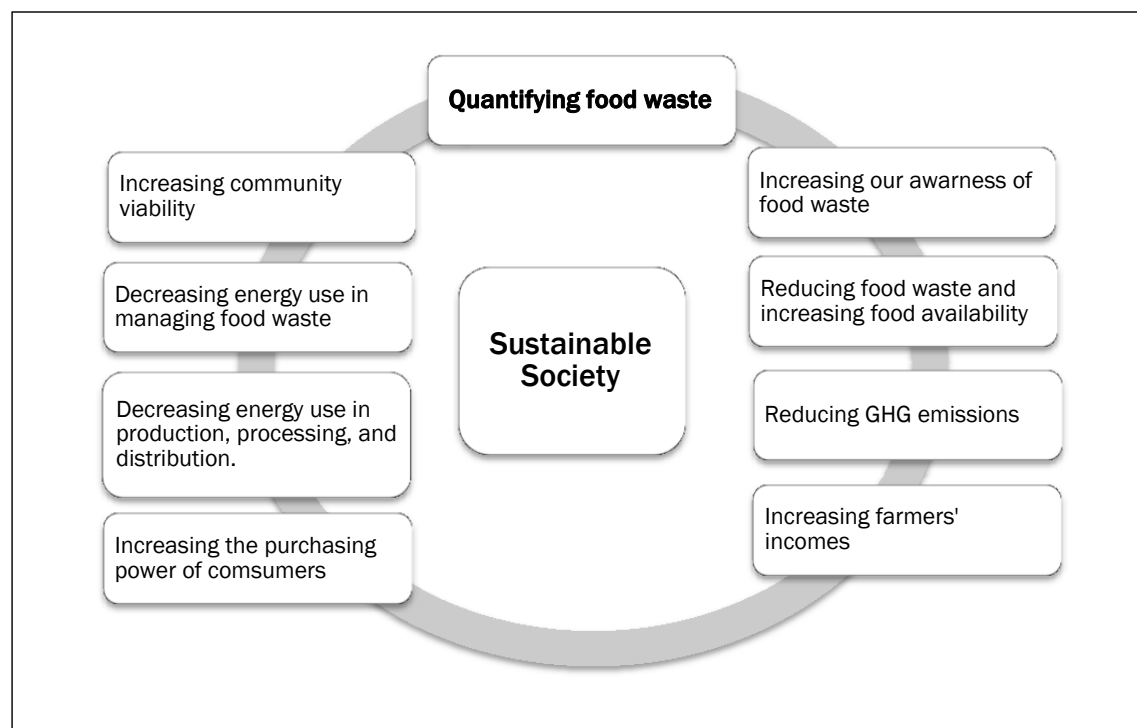 Quantifying food waste
Increasing our awarness of
food waste
Reducing food waste and
increasing food availability
Reducing GHG emissions
Increasing farmers'
incomes
Increasing the purchasing
power of comsumers
Decreasing energy use in
production, processing, and
distribution.
Decreasing energy use in
managing food waste
Increasing community
viability
Sustainable
Society